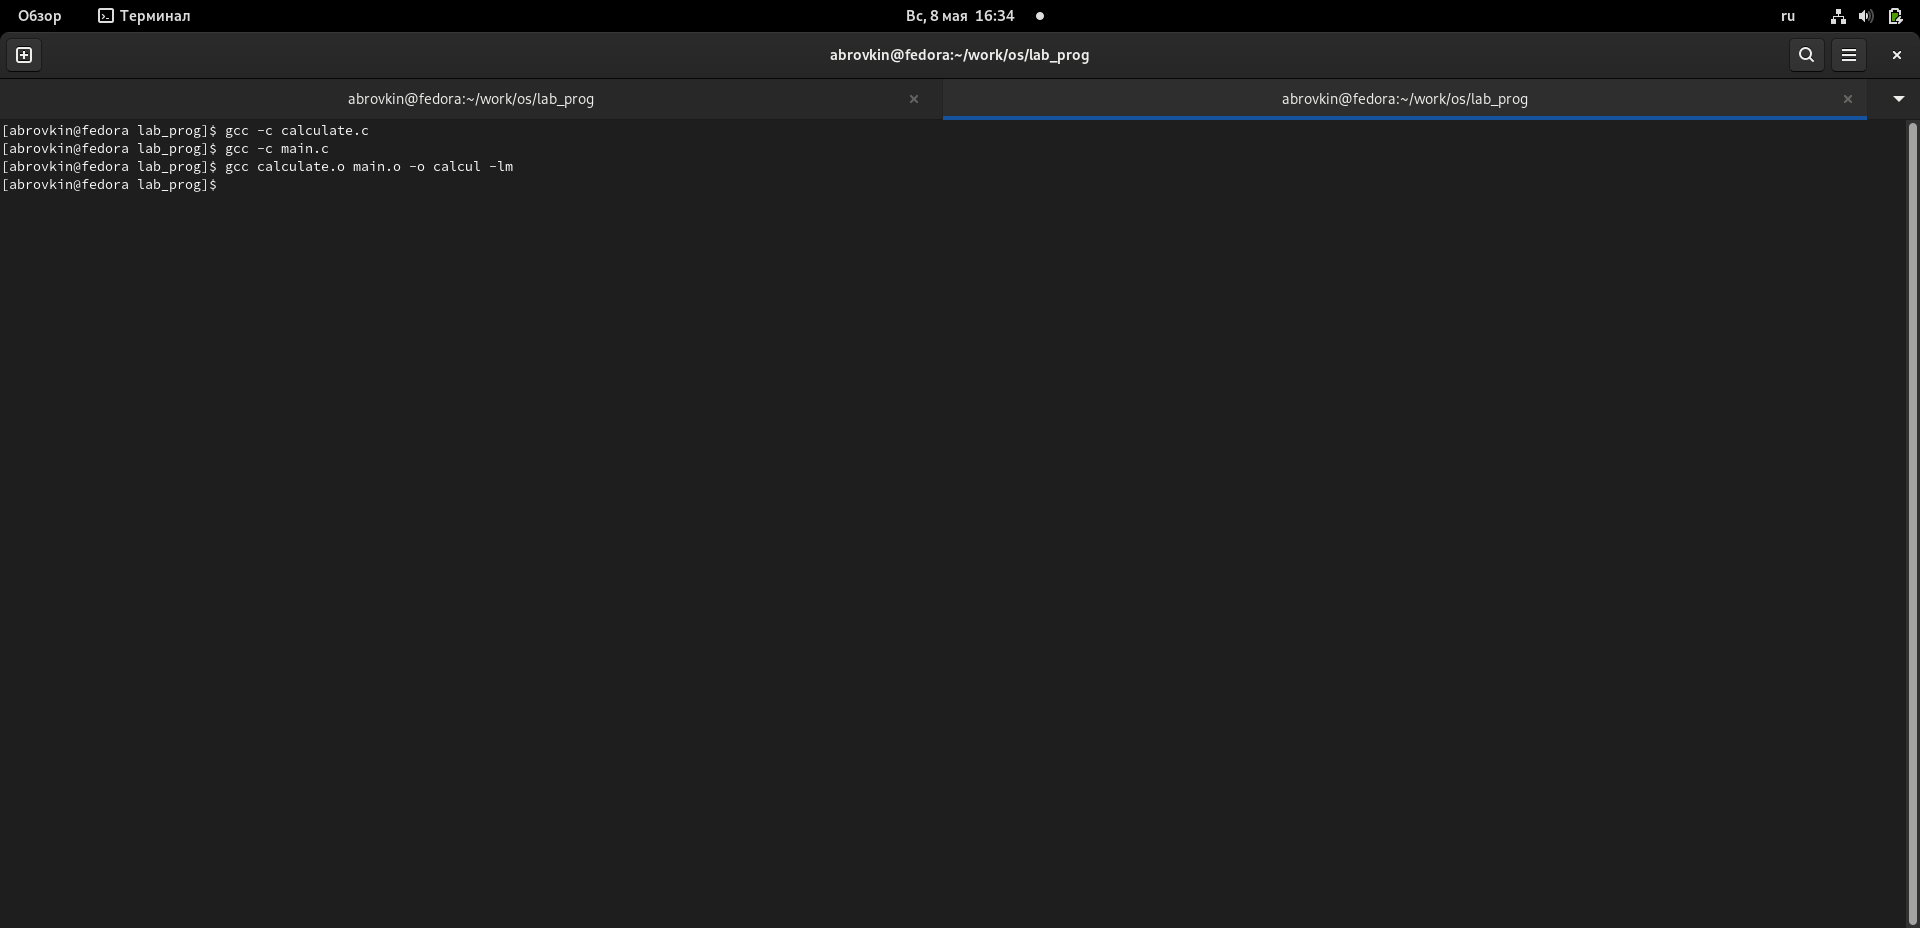 Обзор Терминал Вс, 8 мая 16:34 ru
abrovkin@fedora:~/work/os/lab_prog
abrovkin@fedora:~/work/os/lab_prog abrovkin@fedora:~/work/os/lab_prog
[abrovkin@fedora lab_prog]$ gcc -c calculate.c
[abrovkin@fedora lab_prog]$ gcc -c main.c
[abrovkin@fedora lab_prog]$ gcc calculate.o main.o -o calcul -lm
[abrovkin@fedora lab_prog]$